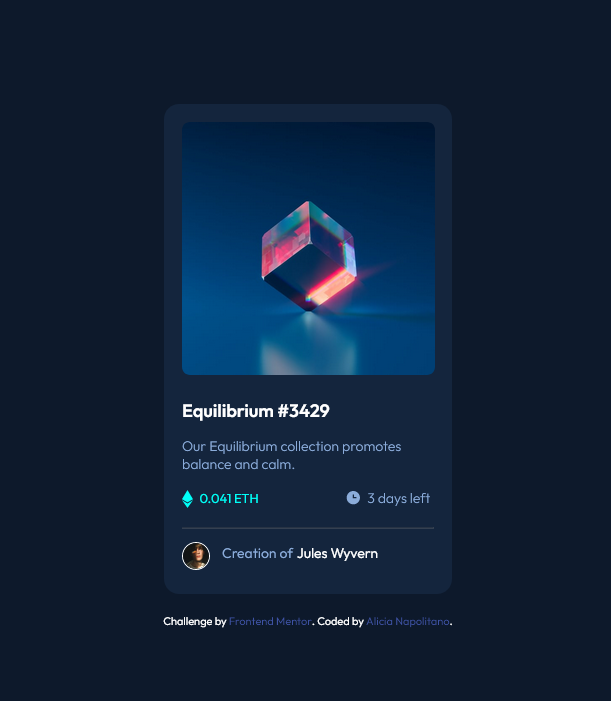 Equilibrium #3429
Our Equilibrium collection promotes
balance and calm.
0.041 ETH
3 days left
Creation of Jules Wyvern
Challenge by Frontend Mentor. Coded by Alicia Napolitano.